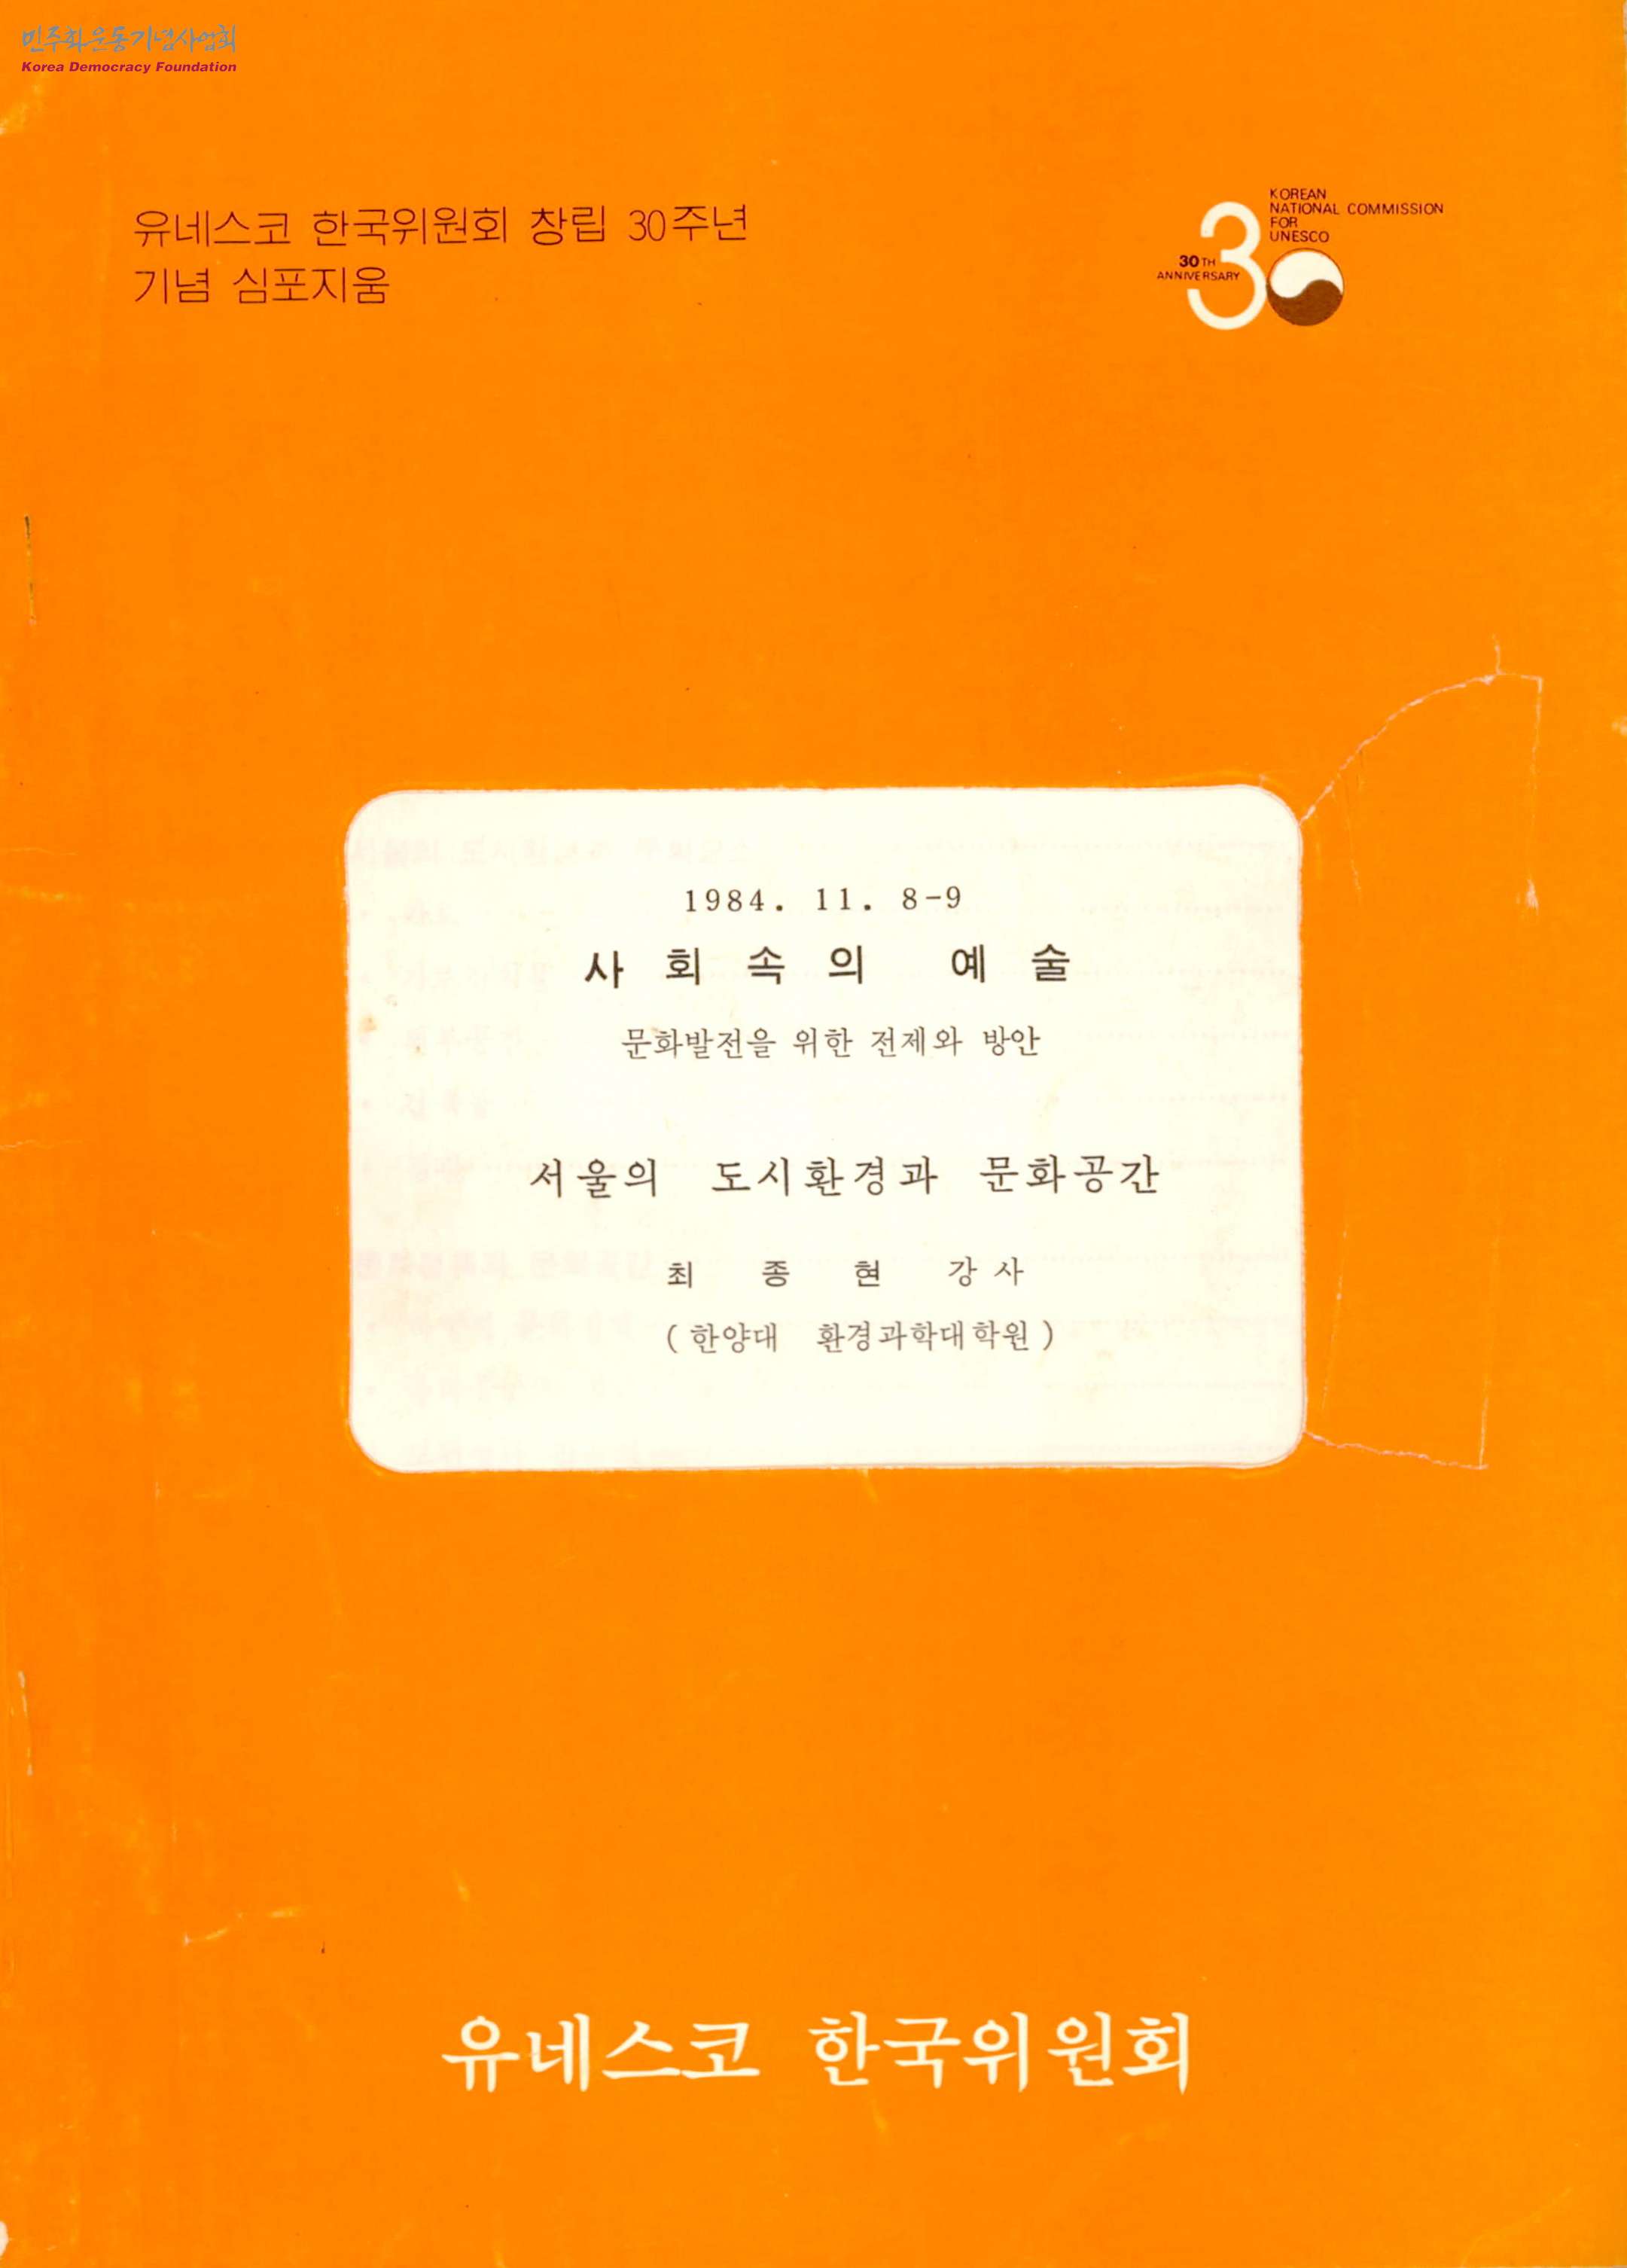 민주화운동기념사업회
Korea Democracy Foundation
유네스코 한국위원회 창립 30주년
기념 심포지움
KOREAN
NATIONAL COMMISSION
FOR
UNESCO
30TH
ANNIVERSARY
30
1984. 11. 8-9
사회속의 예술
문화발전을 위한 전제와 방안
서울의 도시환경과 문화공간
최 종 현 강사
(한양대 환경과학대학원)
유네스코 한국위원회